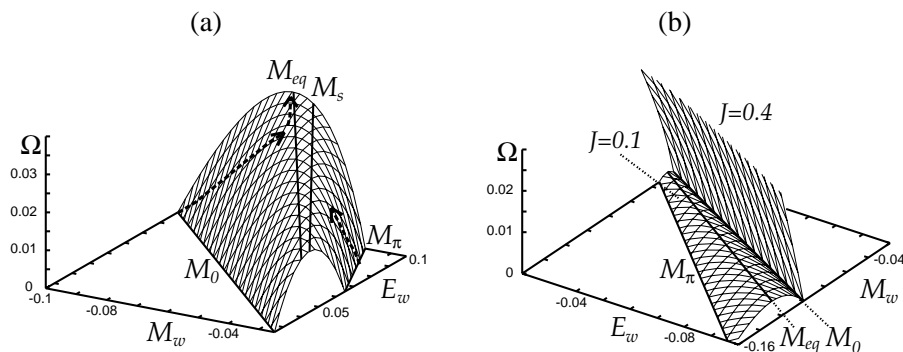 (a)
(b)
M_eq M_s
Ω
0.03
0.02
0.01
0
-0.1
-0.08
-0.04
M_w
M_0
M_π
0.1
0.05
E_w
J=0.4
J=0.1
Ω
0.02
0.01
0
-0.04
-0.08
E_w
M_π
-0.16
M_eq M_0
-0.04
M_w